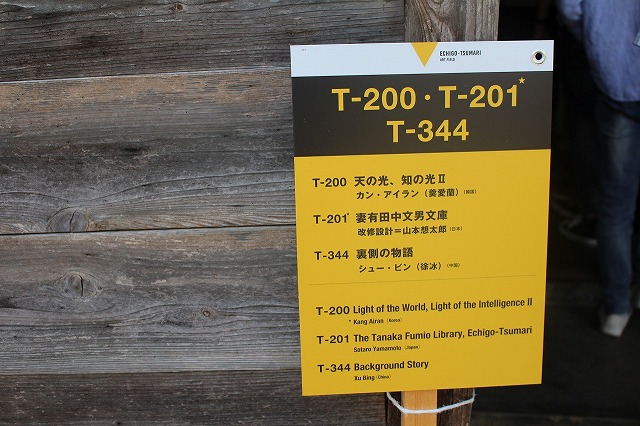 ECHIGO-TSUMARI
ART FIELD
T-200・T-201*
T-344
T-200 天の光、知の光Ⅱ
カン・アイラン（姜愛蘭）（韓国）
T-201* 妻有田中文男文庫
改修設計＝山本想太郎（日本）
T-344 裏側の物語
シュー・ビン（徐冰）（中国）
T-200 Light of the World, Light of the Intelligence II
* Kang Airan (Korea)
T-201 The Tanaka Fumio Library, Echigo-Tsumari
Sotaro Yamamoto (Japan)
T-344 Background Story
Xu Bing (China)